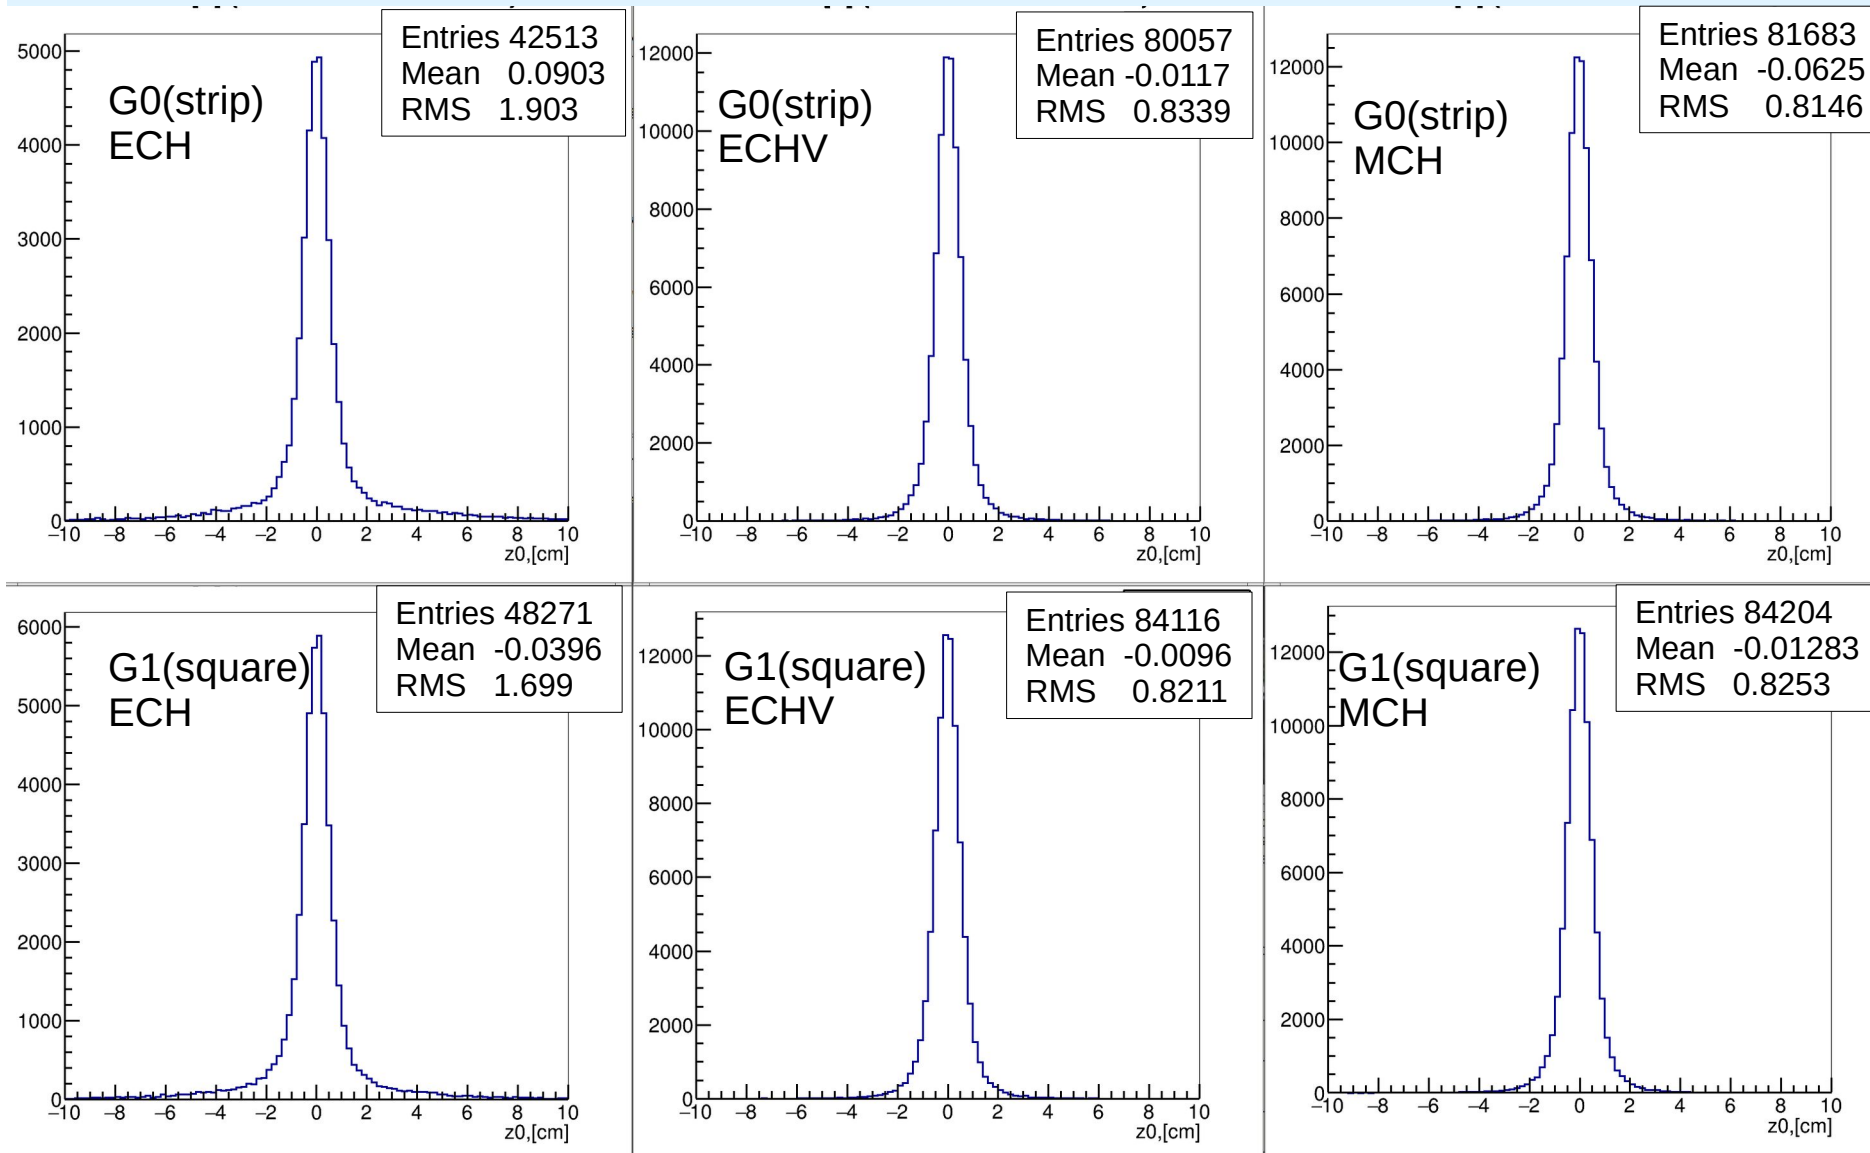 Entries 42513
Mean 0.0903
RMS 1.903
G0(strip)
ECH
5000
4000
3000
2000
1000
0
−10 −8 −6 −4 −2 0 2 4 6 8 10
z0,[cm]
Entries 80057
Mean -0.0117
RMS 0.8339
G0(strip)
ECHV
12000
10000
8000
6000
4000
2000
0
−10 −8 −6 −4 −2 0 2 4 6 8 10
z0,[cm]
Entries 81683
Mean -0.0625
RMS 0.8146
G0(strip)
MCH
12000
10000
8000
6000
4000
2000
0
−10 −8 −6 −4 −2 0 2 4 6 8 10
z0,[cm]
Entries 48271
Mean -0.0396
RMS 1.699
G1(square)
ECH
6000
5000
4000
3000
2000
1000
0
−10 −8 −6 −4 −2 0 2 4 6 8 10
z0,[cm]
Entries 84116
Mean -0.0096
RMS 0.8211
G1(square)
ECHV
12000
10000
8000
6000
4000
2000
0
−10 −8 −6 −4 −2 0 2 4 6 8 10
z0,[cm]
Entries 84204
Mean -0.01283
RMS 0.8253
G1(square)
MCH
12000
10000
8000
6000
4000
2000
0
−10 −8 −6 −4 −2 0 2 4 6 8 10
z0,[cm]